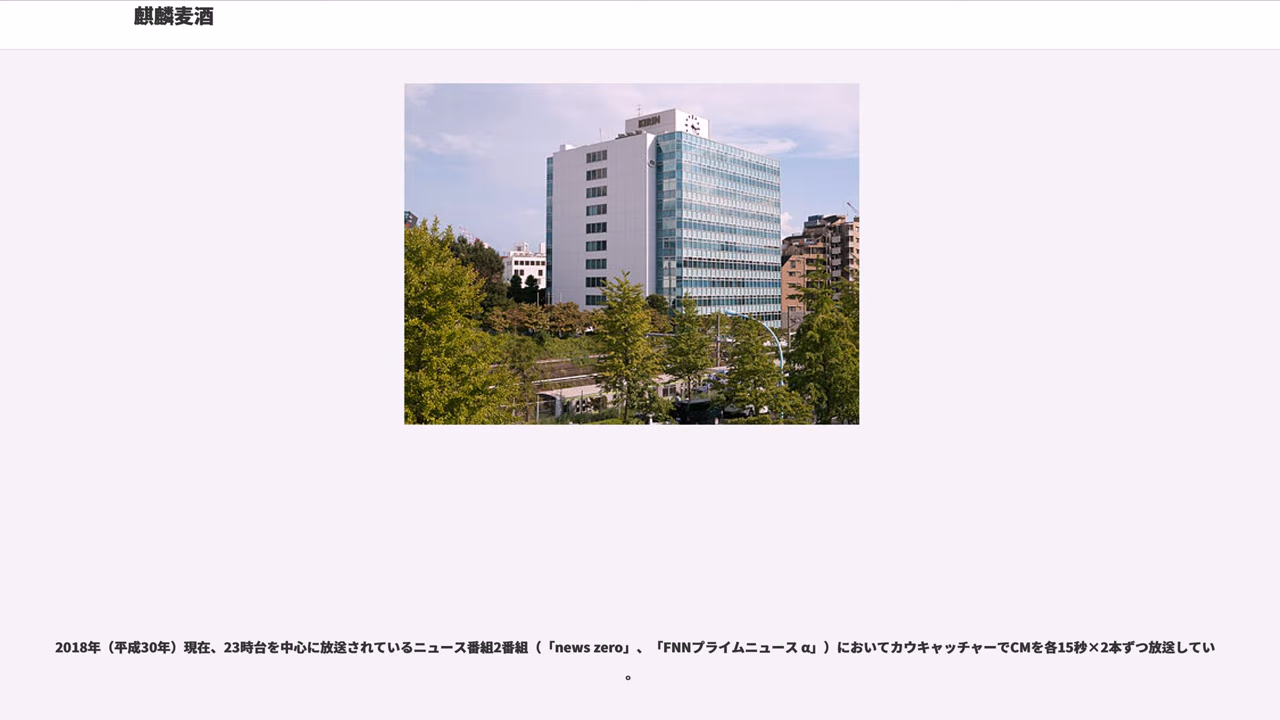 麒麟麦酒
KIRIN
2018年（平成30年）現在、23時台を中心に放送されているニュース番組2番組（「news zero」、「FNNプライムニュース α」）においてカウキャッチャーでCMを各15秒×2本ずつ放送してい
。